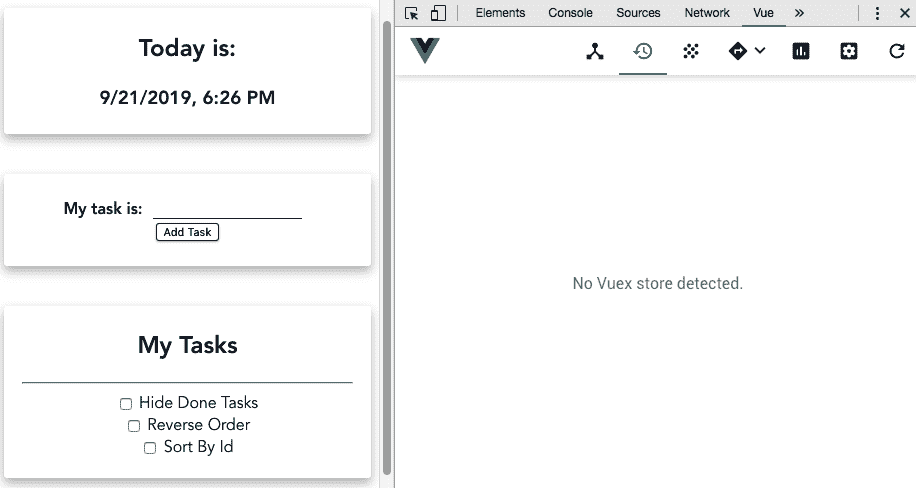 Today is:
9/21/2019, 6:26 PM
My task is:
Add Task
My Tasks
Hide Done Tasks
Reverse Order
Sort By Id
Elements Console Sources Network Vue »
No Vuex store detected.